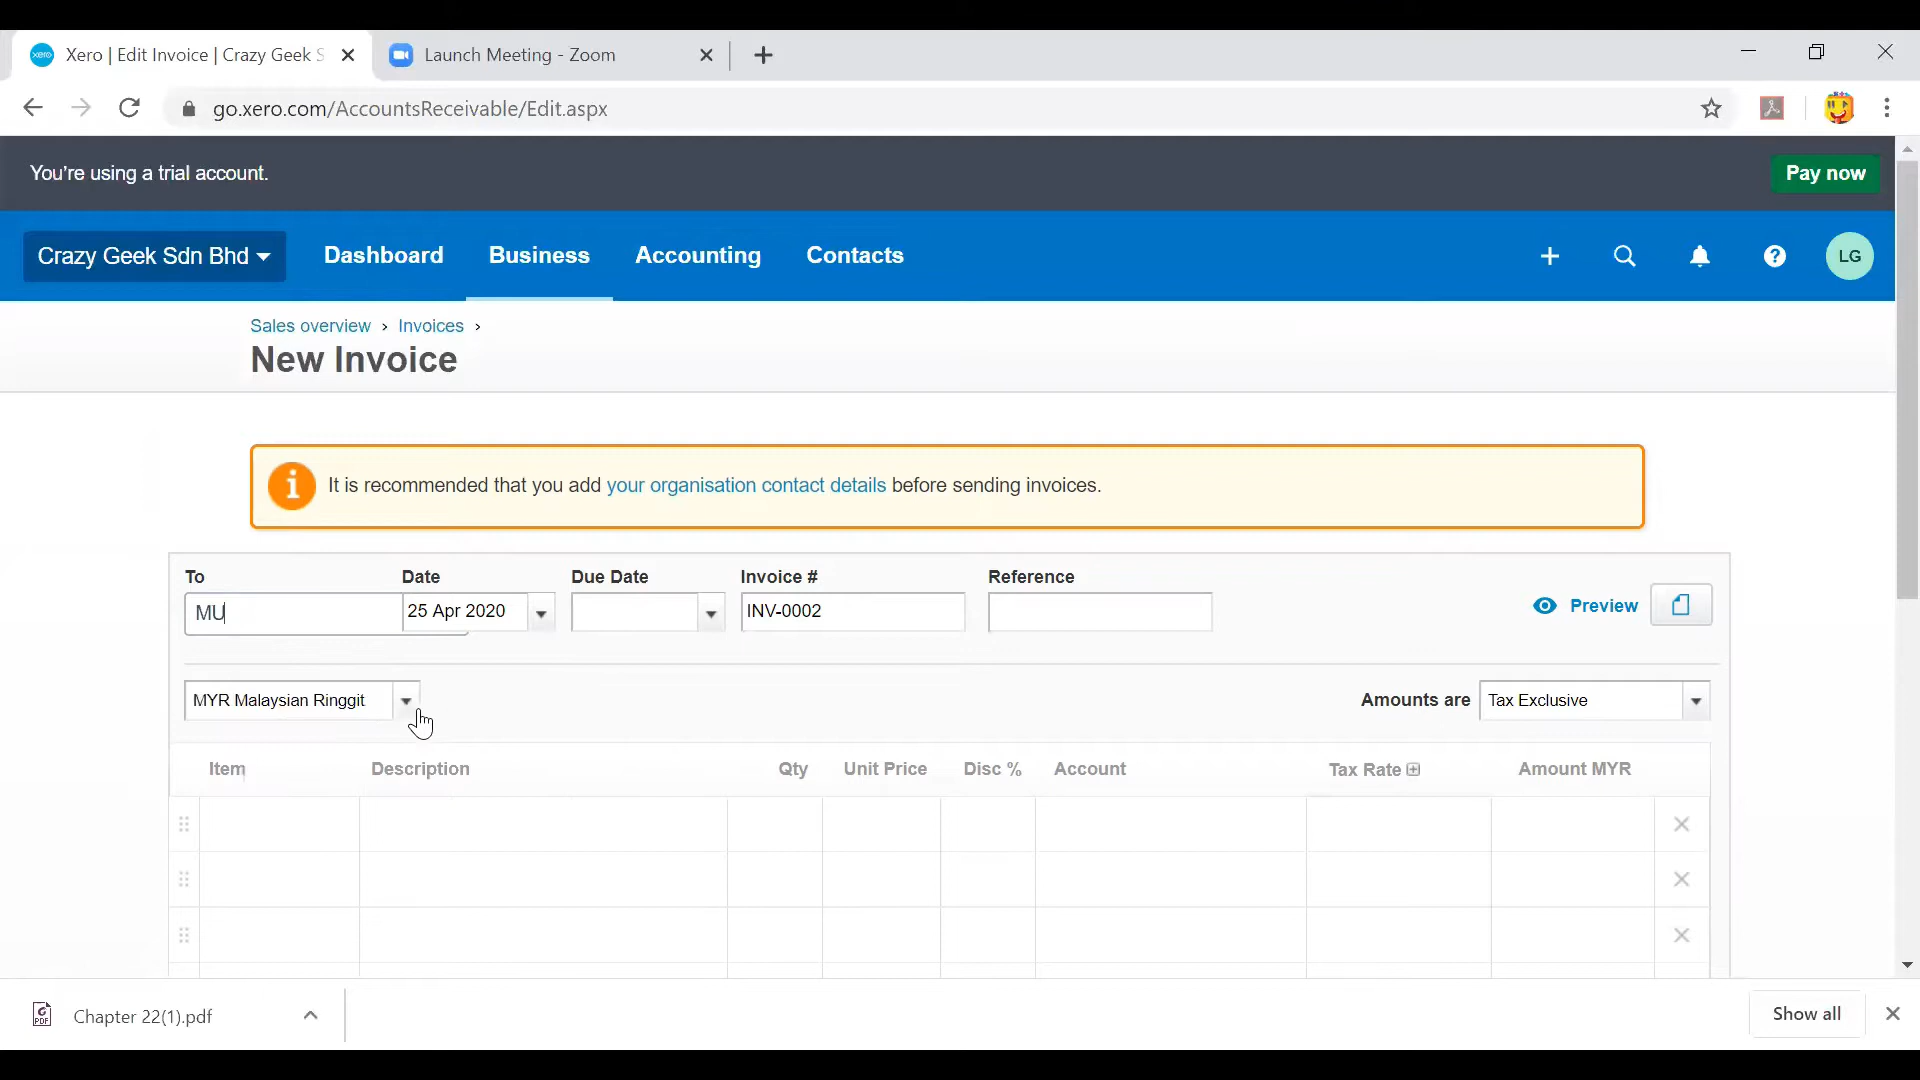 Xero | Edit Invoice | Crazy Geek S
Launch Meeting - Zoom
go.xero.com/AccountsReceivable/Edit.aspx
You're using a trial account.
Pay now
Crazy Geek Sdn Bhd
Dashboard
Business
Accounting
Contacts
LG
Sales overview › Invoices ›
New Invoice
It is recommended that you add your organisation contact details before sending invoices.
To
Date
Due Date
Invoice #
Reference
MU
25 Apr 2020
INV-0002
Preview
MYR Malaysian Ringgit
Amounts are
Tax Exclusive
Item
Description
Qty
Unit Price
Disc %
Account
Tax Rate
Amount MYR
Chapter 22(1).pdf
Show all